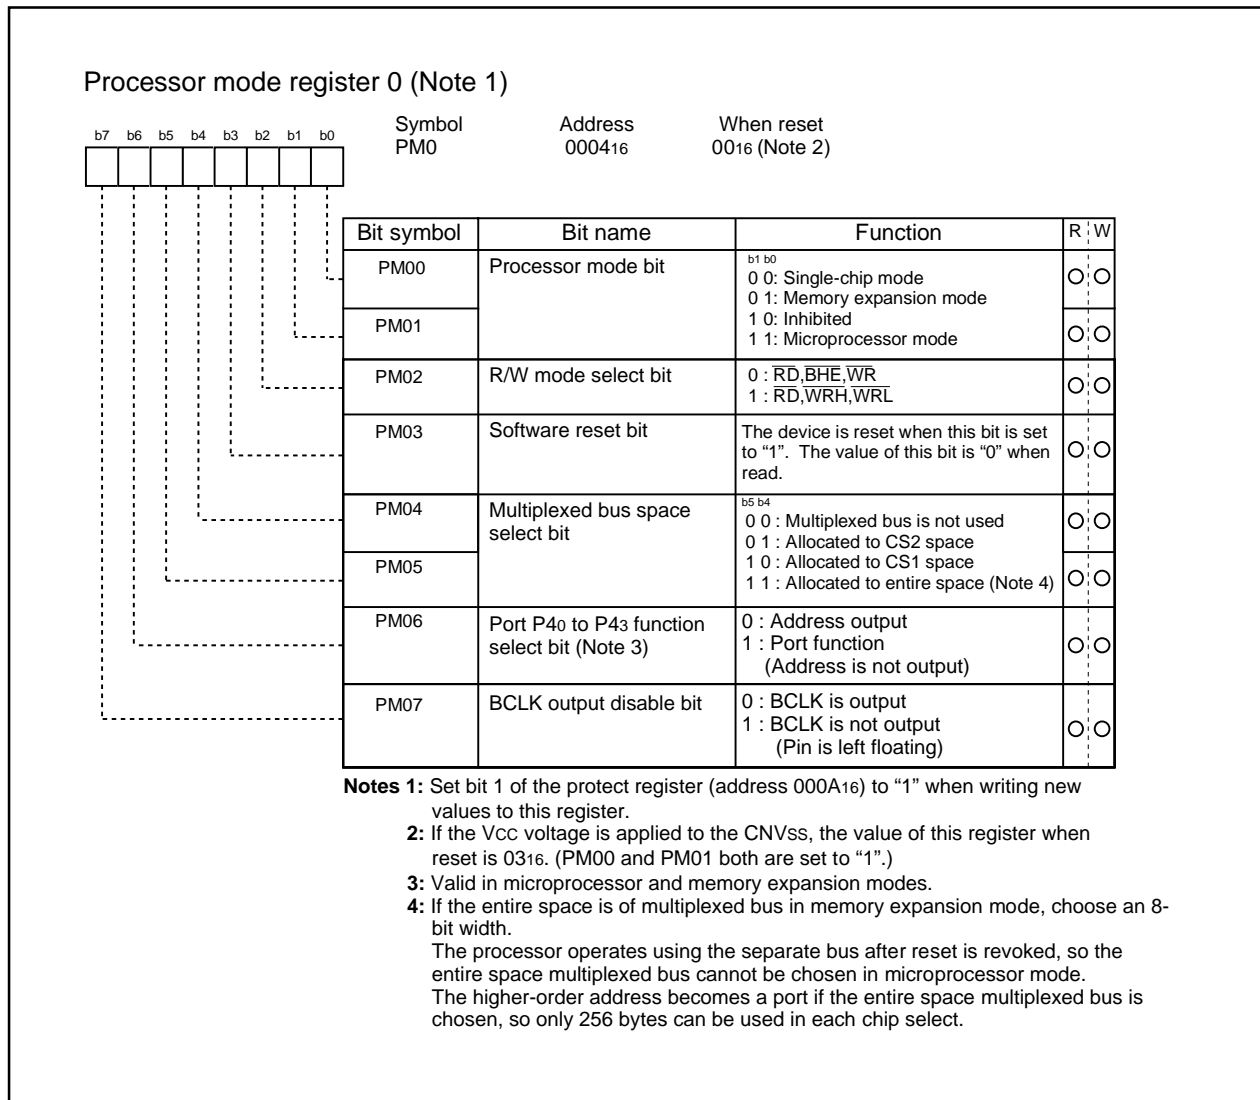 Processor mode register 0 (Note 1)
b7 b6 b5 b4 b3 b2 b1 b0
Symbol Address When reset
PM0 000416 0016 (Note 2)
Bit symbol Bit name Function R W
PM00 Processor mode bit
b1 b0
0 0: Single-chip mode
0 1: Memory expansion mode
1 0: Inhibited
1 1: Microprocessor mode
PM01
PM02 R/W mode select bit
0 : RD,BHE,WR
1 : RD,WRH,WRL
PM03 Software reset bit
The device is reset when this bit is set
to “1”. The value of this bit is “0” when
read.
PM04 Multiplexed bus space
select bit
b5 b4
0 0 : Multiplexed bus is not used
0 1 : Allocated to CS2 space
1 0 : Allocated to CS1 space
1 1 : Allocated to entire space (Note 4)
PM05
PM06 Port P40 to P43 function
select bit (Note 3)
0 : Address output
1 : Port function
(Address is not output)
PM07 BCLK output disable bit
0 : BCLK is output
1 : BCLK is not output
(Pin is left floating)
Notes 1: Set bit 1 of the protect register (address 000A16) to “1” when writing new
values to this register.
2: If the VCC voltage is applied to the CNVSS, the value of this register when
reset is 0316. (PM00 and PM01 both are set to “1”.)
3: Valid in microprocessor and memory expansion modes.
4: If the entire space is of multiplexed bus in memory expansion mode, choose an 8-
bit width.
The processor operates using the separate bus after reset is revoked, so the
entire space multiplexed bus cannot be chosen in microprocessor mode.
The higher-order address becomes a port if the entire space multiplexed bus is
chosen, so only 256 bytes can be used in each chip select.